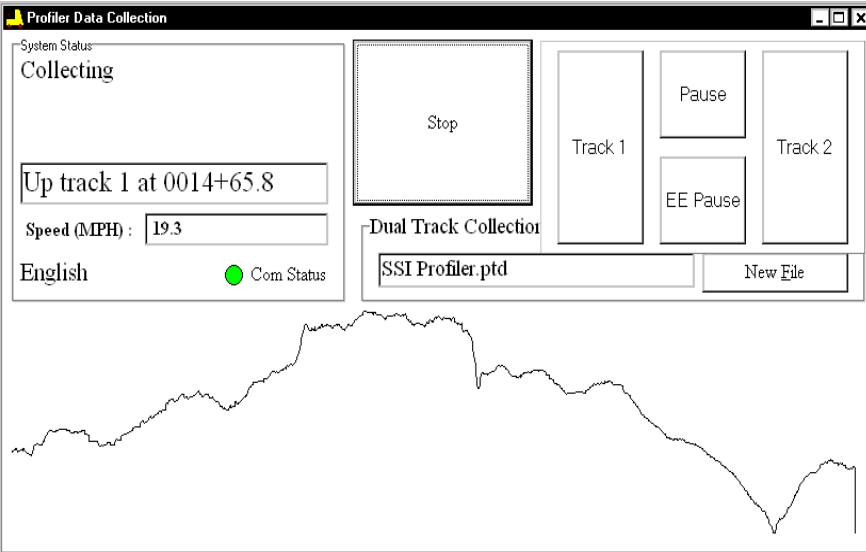 Profiler Data Collection
System Status
Collecting
Up track 1 at 0014+65.8
Speed (MPH) : 19.3
English
Com Status
Stop
Track 1
Pause
EE Pause
Track 2
Dual Track Collection
SSI Profiler.ptd
New File